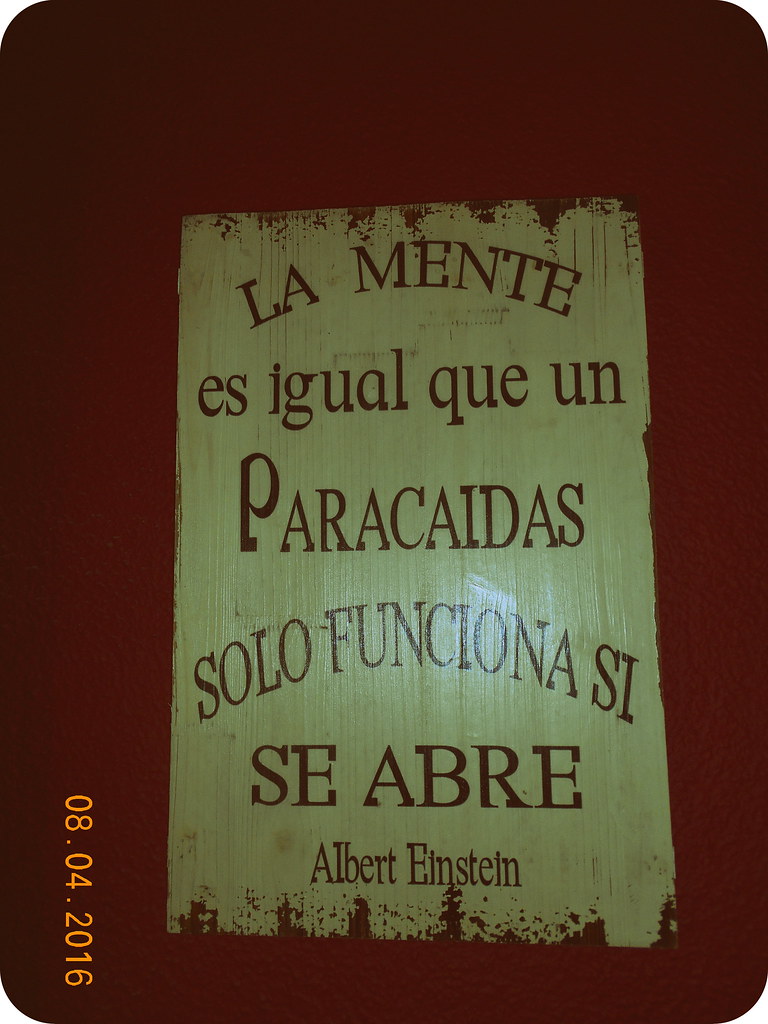 LA MENTE
es igual que un
PARACAIDAS
SOLO FUNCIONA SI
SE ABRE
Albert Einstein
08.04.2016